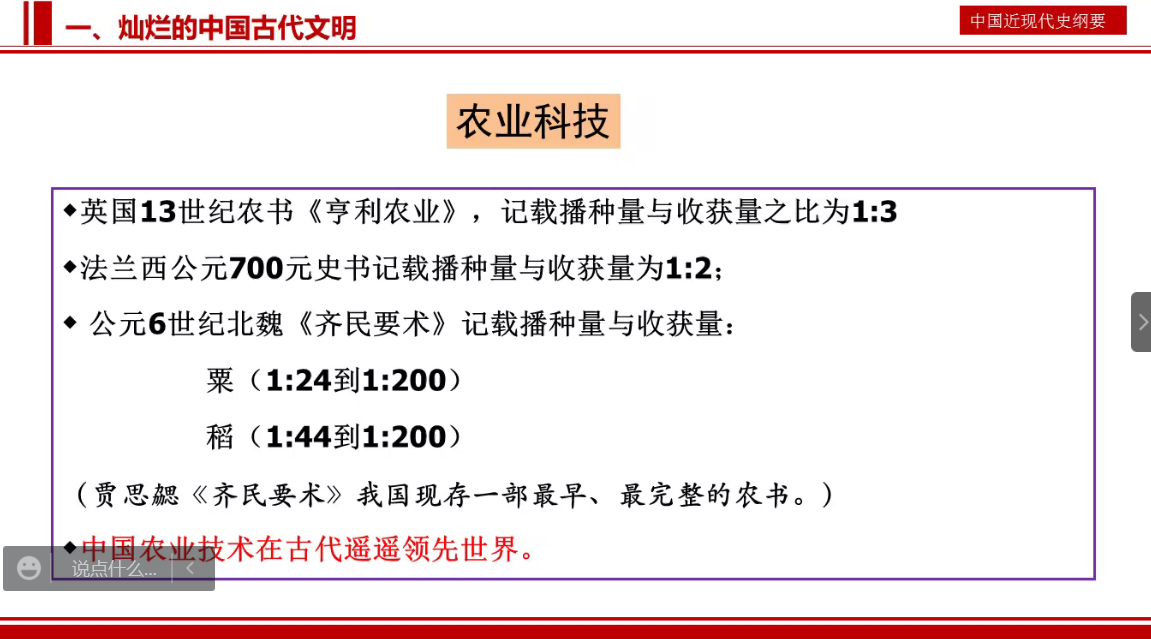 一、灿烂的中国古代文明
中国近现代史纲要
农业科技
◆英国13世纪农书《亨利农业》，记载播种量与收获量之比为1:3
◆法兰西公元700元史书记载播种量与收获量为1:2；
◆ 公元6世纪北魏《齐民要术》记载播种量与收获量：
粟（1:24到1:200）
稻（1:44到1:200）
（贾思勰《齐民要术》我国现存一部最早、最完整的农书。）
◆中国农业技术在古代遥遥领先世界。
说点什么...